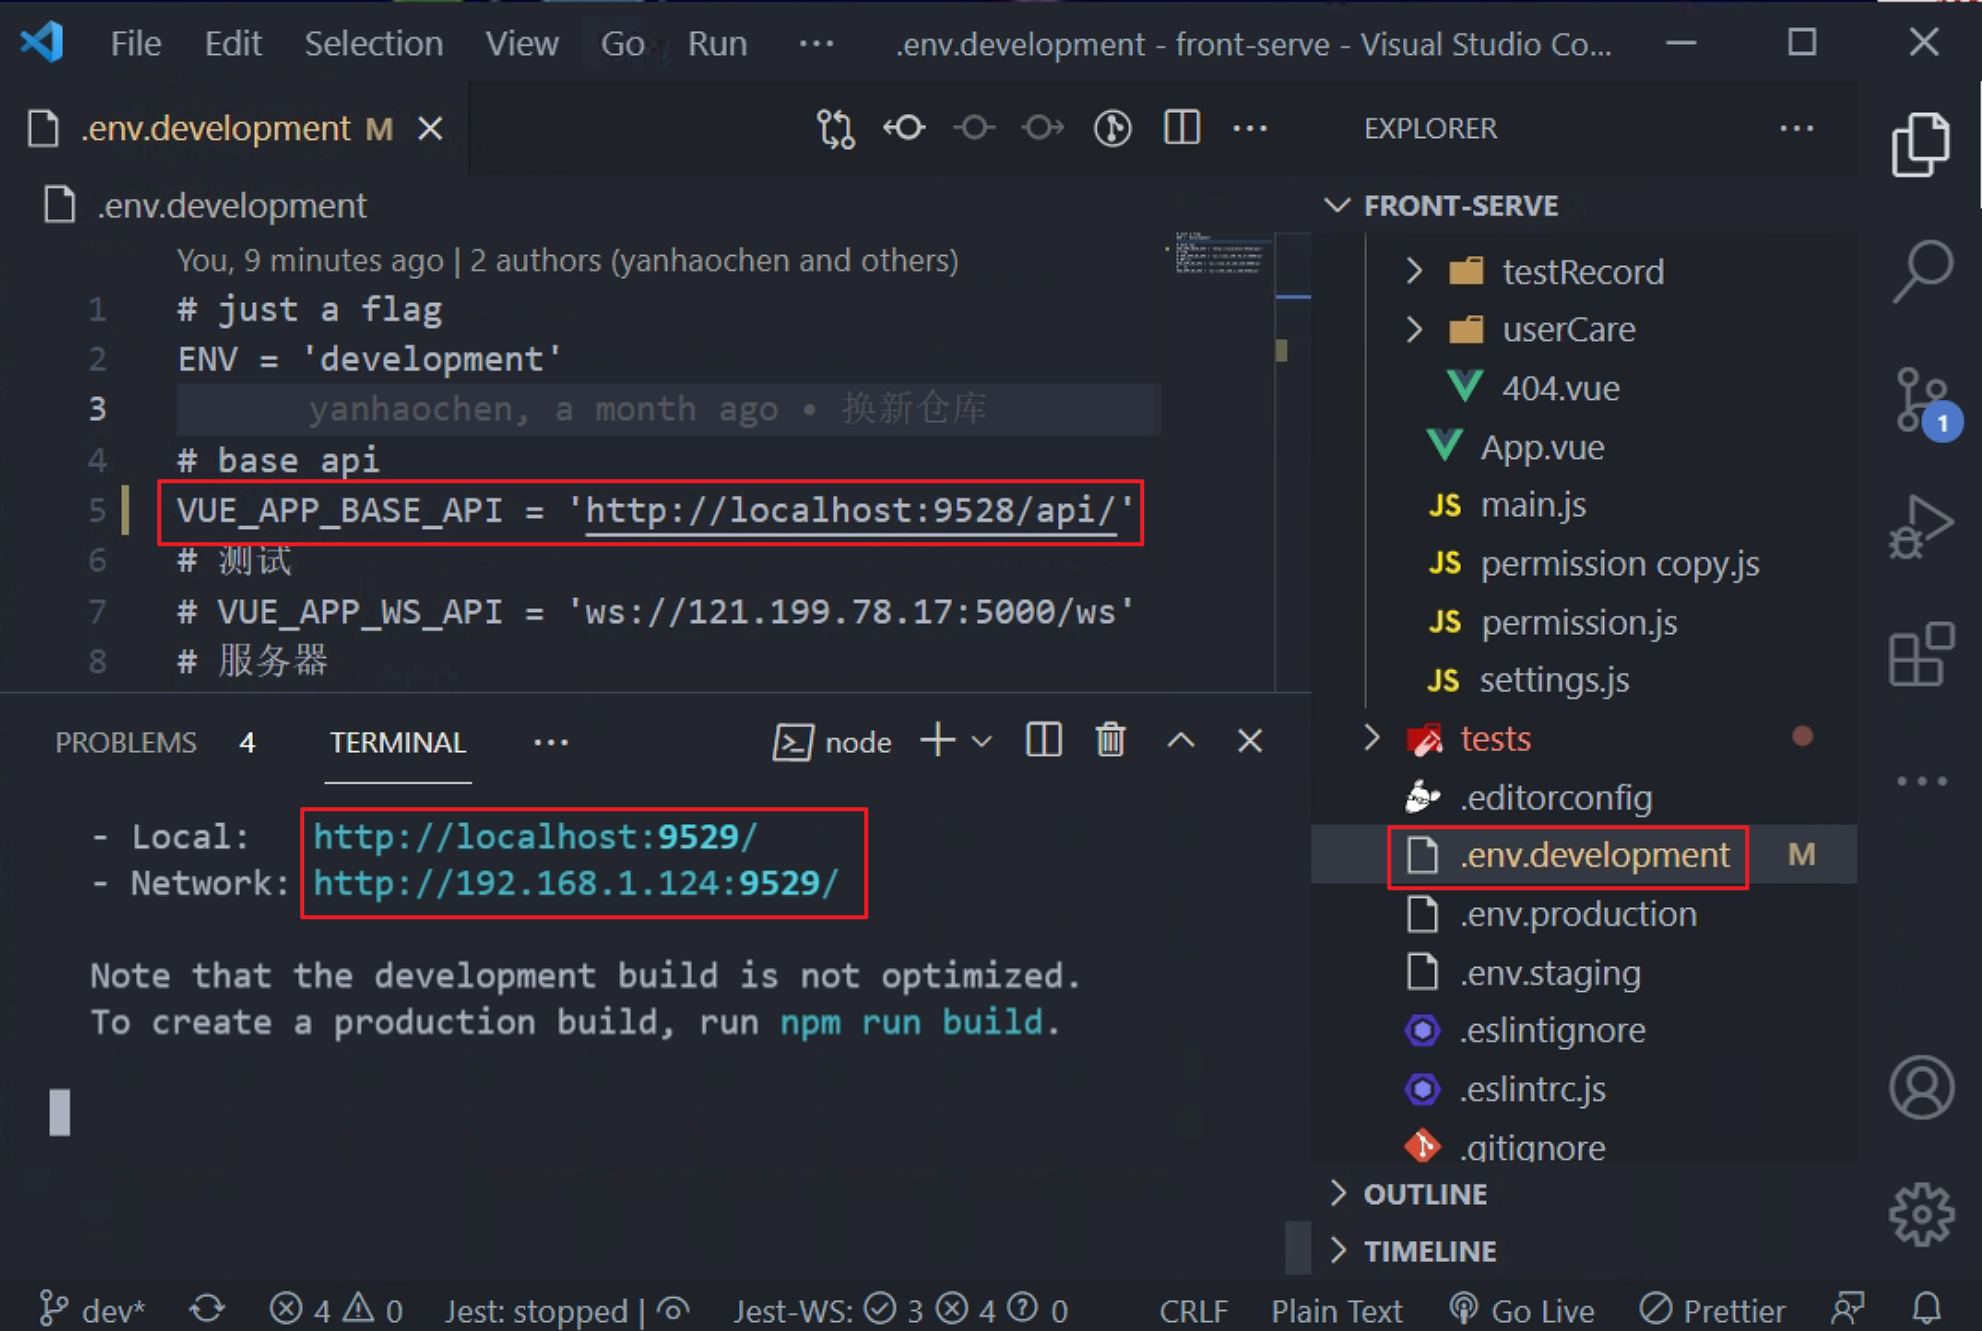 File Edit Selection View Go Run ··· .env.development - front-serve - Visual Studio Co...
.env.development M
EXPLORER
.env.development
You, 9 minutes ago | 2 authors (yanhaochen and others)
1 # just a flag
2 ENV = 'development'
3 yanhaochen, a month ago • 换新仓库
4 # base api
5 VUE_APP_BASE_API = 'http://localhost:9528/api/'
6 # 测试
7 # VUE_APP_WS_API = 'ws://121.199.78.17:5000/ws'
8 # 服务器
PROBLEMS 4 TERMINAL ··· node
- Local: http://localhost:9529/
- Network: http://192.168.1.124:9529/
Note that the development build is not optimized.
To create a production build, run npm run build.
FRONT-SERVE
testRecord
userCare
404.vue
App.vue
JS main.js
JS permission copy.js
JS permission.js
JS settings.js
tests
.editorconfig
.env.development M
.env.production
.env.staging
.eslintignore
.eslintrc.js
.gitignore
OUTLINE
TIMELINE
1
dev* 4 0 Jest: stopped | Jest-WS: 3 4 0 CRLF Plain Text Go Live Prettier